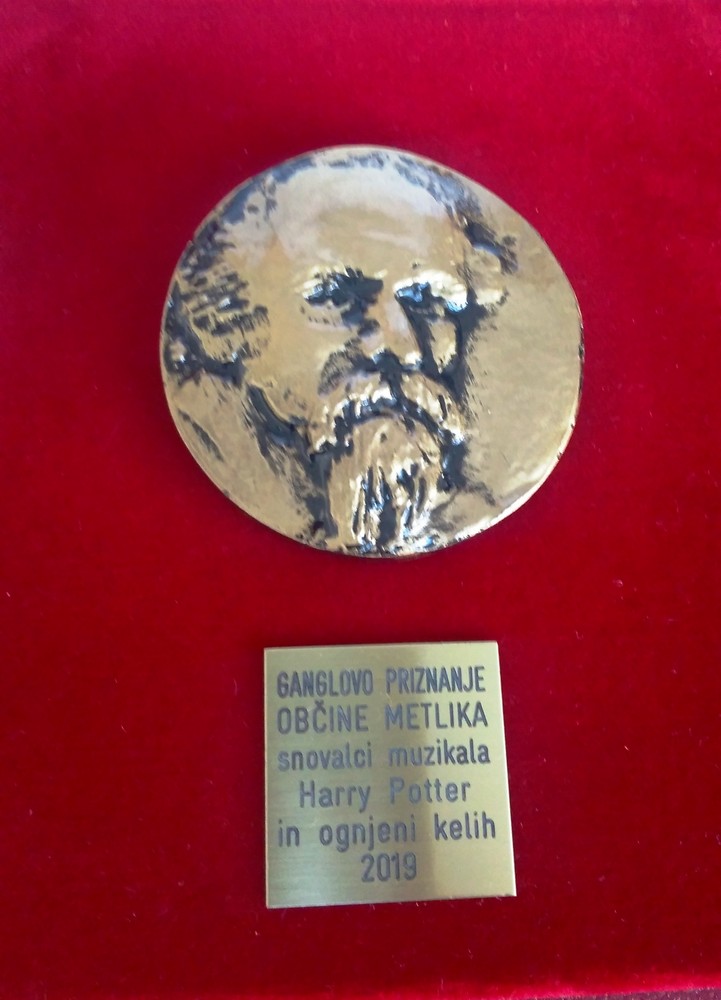 GANGLOVO PRIZNANJE
OBČINE METLIKA
snovalci muzikala
Harry Potter
in ognjeni kelih
2019